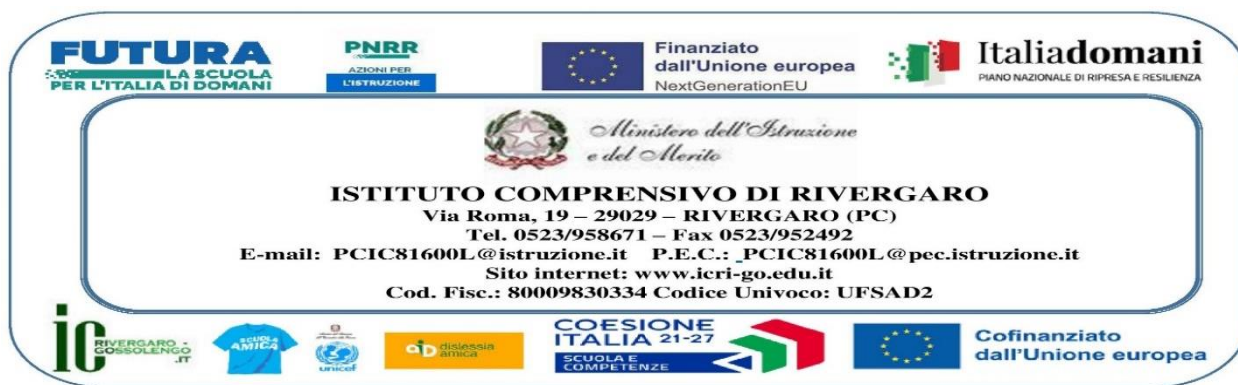 FUTURA
LA SCUOLA
PER L'ITALIA DI DOMANI
PNRR
AZIONI PER
L'ISTRUZIONE
Finanziato
dall'Unione europea
NextGenerationEU
Italiadomani
PIANO NAZIONALE DI RIPRESA E RESILIENZA
Ministero dell'Istruzione
e del Merito
ISTITUTO COMPRENSIVO DI RIVERGARO
Via Roma, 19 – 29029 – RIVERGARO (PC)
Tel. 0523/958671 – Fax 0523/952492
E-mail: PCIC81600L@istruzione.it P.E.C.: PCIC81600L@pec.istruzione.it
Sito internet: www.icri-go.edu.it
Cod. Fisc.: 80009830334 Codice Univoco: UFSAD2
ic
RIVERGARO -
GOSSOLENGO
.IT
SCUOLA
AMICA
unicef
aiD dislessia
amica
COESIONE
ITALIA 21-27
SCUOLA E
COMPETENZE
Cofinanziato
dall'Unione europea